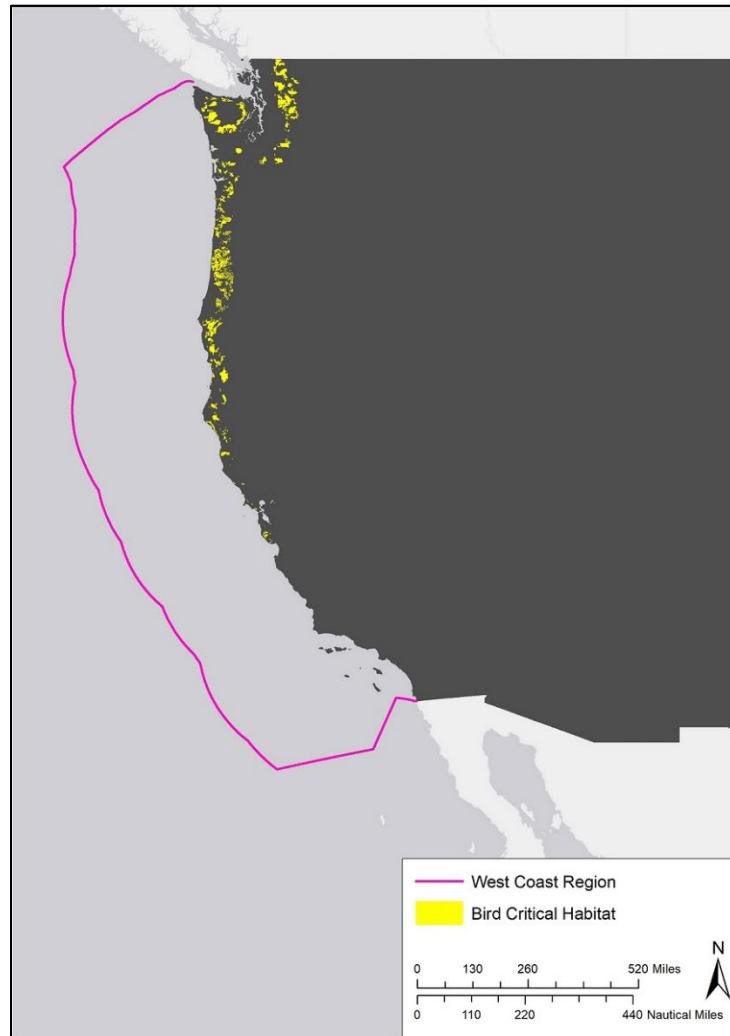 West Coast Region
Bird Critical Habitat
N
0 130 260 520 Miles
0 110 220 440 Nautical Miles